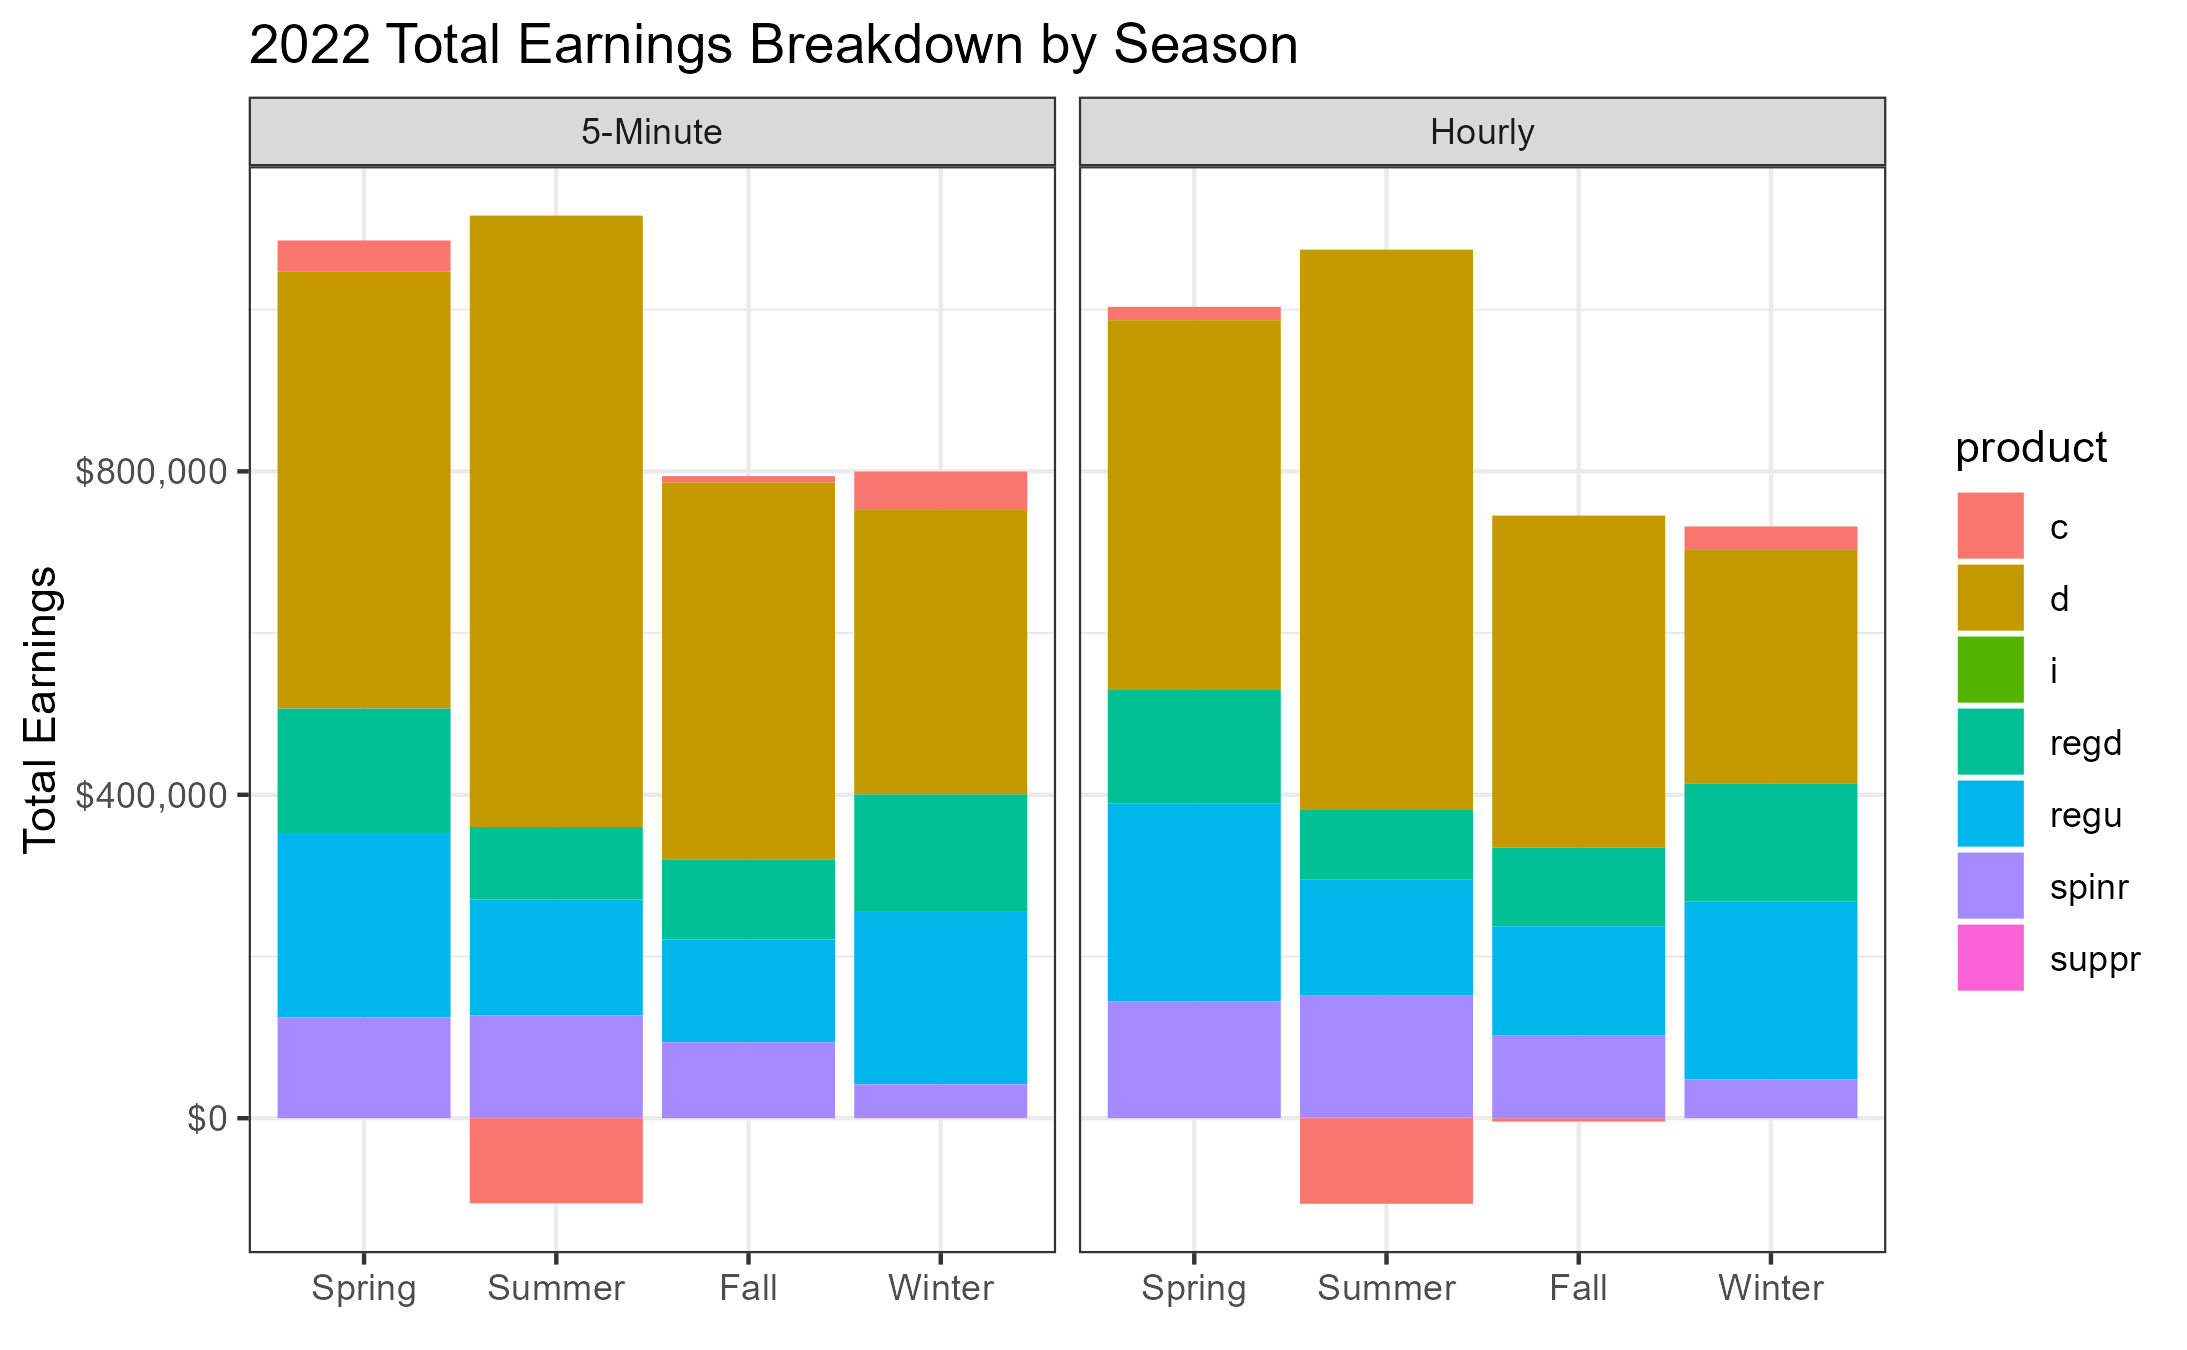 2022 Total Earnings Breakdown by Season
5-Minute
Hourly
Total Earnings
$800,000
$400,000
$0
Spring
Summer
Fall
Winter
Spring
Summer
Fall
Winter
product
c
d
i
regd
regu
spinr
suppr